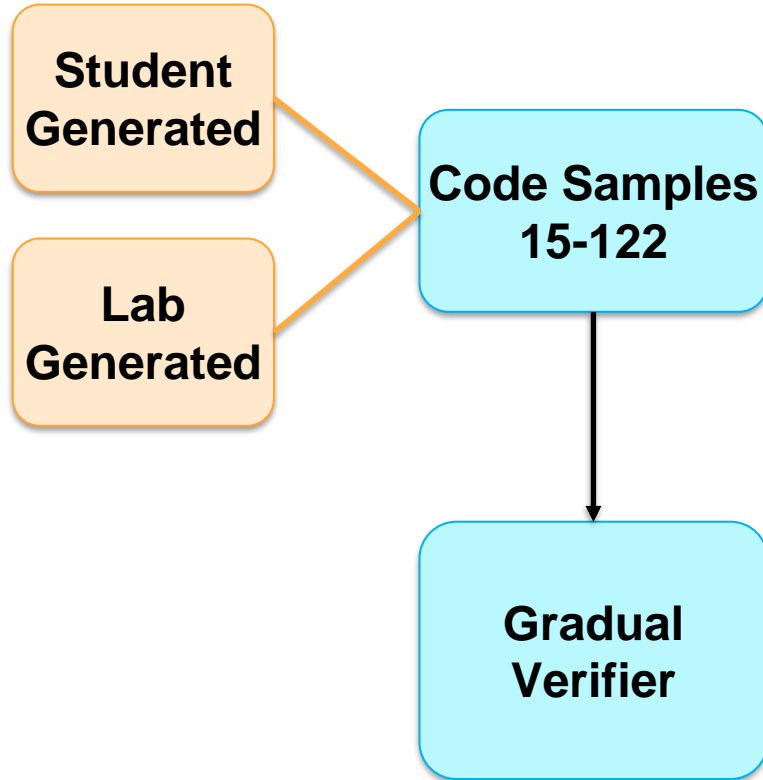 Student
Generated
Code Samples
15-122
Lab
Generated
Gradual
Verifier